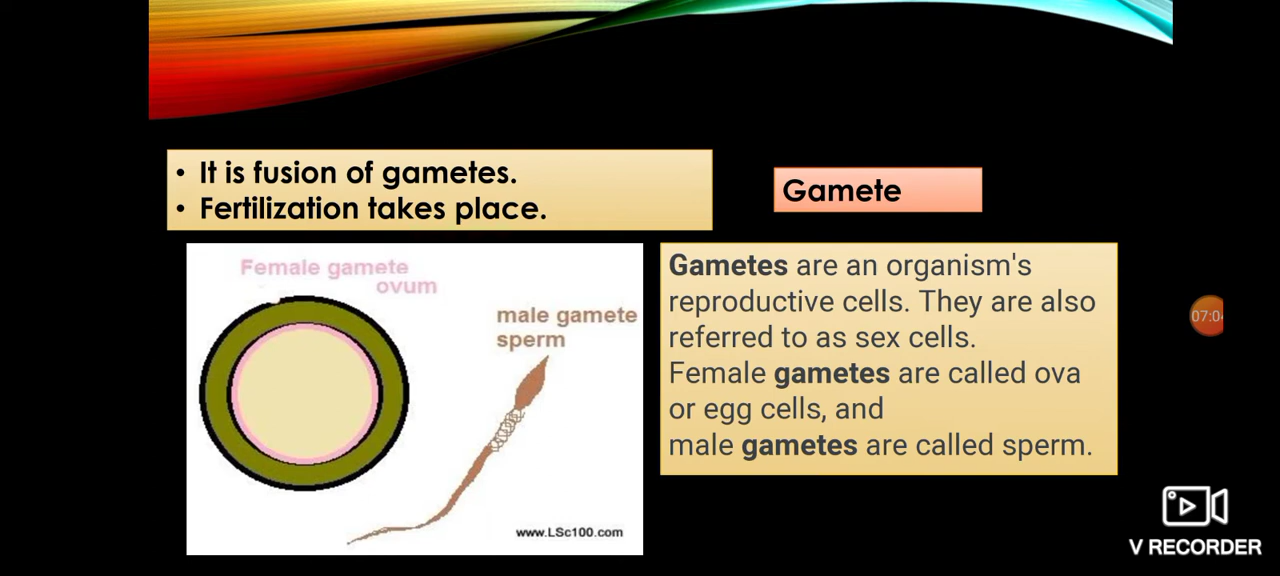 • It is fusion of gametes.
• Fertilization takes place.
Gamete
Female gamete
ovum
male gamete
sperm
www.LSc100.com
Gametes are an organism's
reproductive cells. They are also
referred to as sex cells.
Female gametes are called ova
or egg cells, and
male gametes are called sperm.
V RECORDER